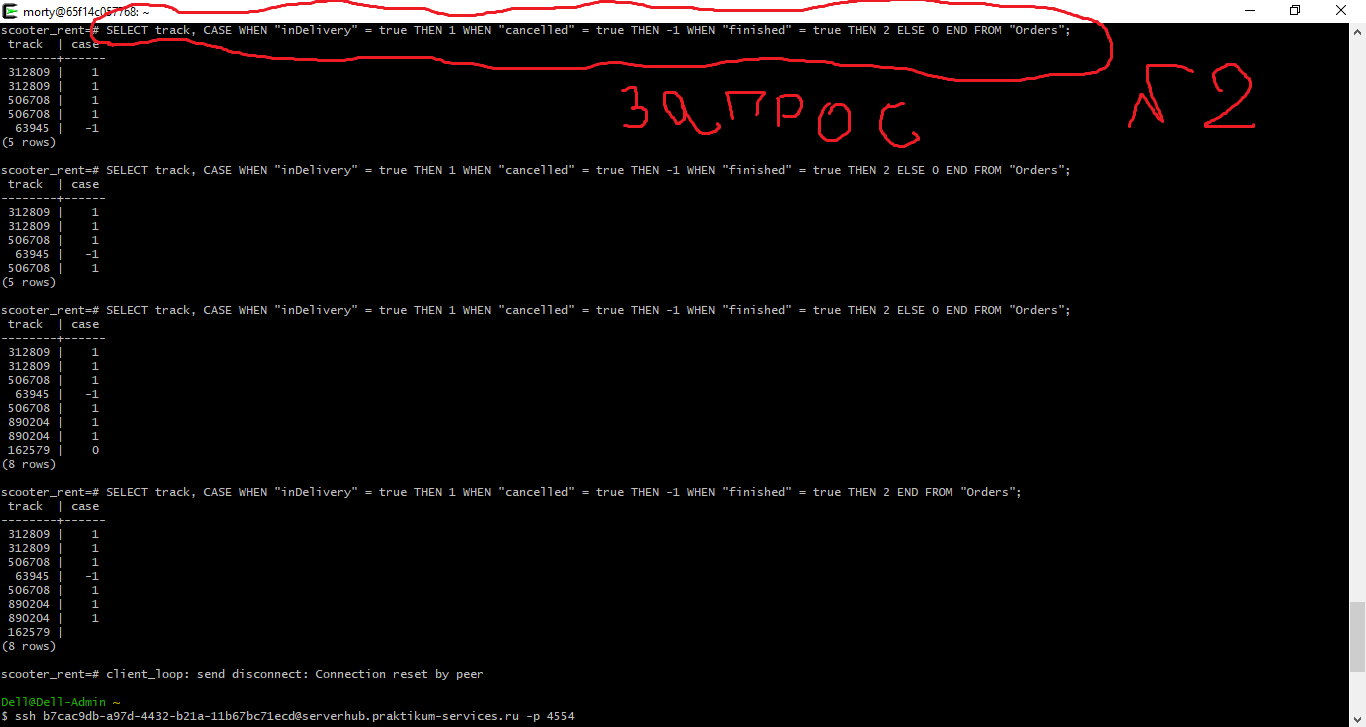 morty@65f14c057768: ~
scooter_rent=# SELECT track, CASE WHEN "inDelivery" = true THEN 1 WHEN "cancelled" = true THEN -1 WHEN "finished" = true THEN 2 ELSE 0 END FROM "Orders";
track | case
--------+------
312809 | 1
312809 | 1
506708 | 1
506708 | 1
63945 | -1
(5 rows)
запрос 2
scooter_rent=# SELECT track, CASE WHEN "inDelivery" = true THEN 1 WHEN "cancelled" = true THEN -1 WHEN "finished" = true THEN 2 ELSE 0 END FROM "Orders";
track | case
--------+------
312809 | 1
312809 | 1
506708 | 1
63945 | -1
506708 | 1
(5 rows)
scooter_rent=# SELECT track, CASE WHEN "inDelivery" = true THEN 1 WHEN "cancelled" = true THEN -1 WHEN "finished" = true THEN 2 ELSE 0 END FROM "Orders";
track | case
--------+------
312809 | 1
312809 | 1
506708 | 1
63945 | -1
506708 | 1
890204 | 1
890204 | 1
162579 | 0
(8 rows)
scooter_rent=# SELECT track, CASE WHEN "inDelivery" = true THEN 1 WHEN "cancelled" = true THEN -1 WHEN "finished" = true THEN 2 END FROM "Orders";
track | case
--------+------
312809 | 1
312809 | 1
506708 | 1
63945 | -1
506708 | 1
890204 | 1
890204 | 1
162579 |
(8 rows)
scooter_rent=# client_loop: send disconnect: Connection reset by peer
Dell@Dell-Admin ~
$ ssh b7cac9db-a97d-4432-b21a-11b67bc71ecd@serverhub.praktikum-services.ru -p 4554